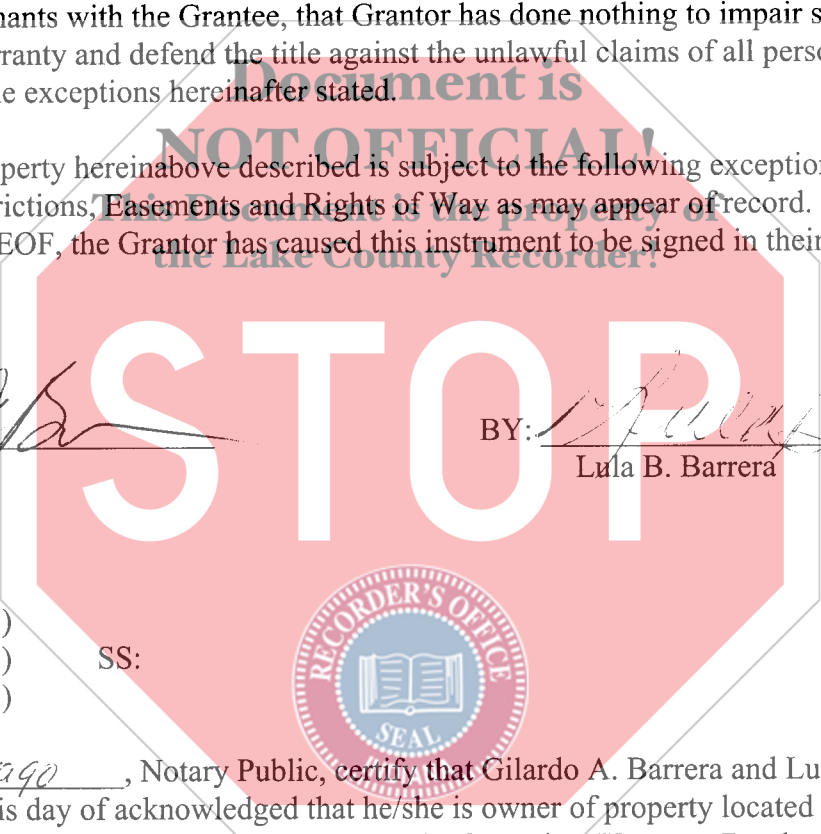 nants with the Grantee, that Grantor has done nothing to impair s
rranty and defend the title against the unlawful claims of all pers
e exceptions hereinafter stated.
Document is
NOT OFFICIAL!
perty hereinabove described is subject to the following exception
This Document is the property of
rictions, Easements and Rights of Way as may appear of record.
the Lake County Recorder!
EOF, the Grantor has caused this instrument to be signed in their
STOP
BY:
Lula B. Barrera
)
) SS:
)
RECORDER'S OFFICE
SEAL
ago, Notary Public, certify that Gilardo A. Barrera and Lu
is day of acknowledged that he/she is owner of property located